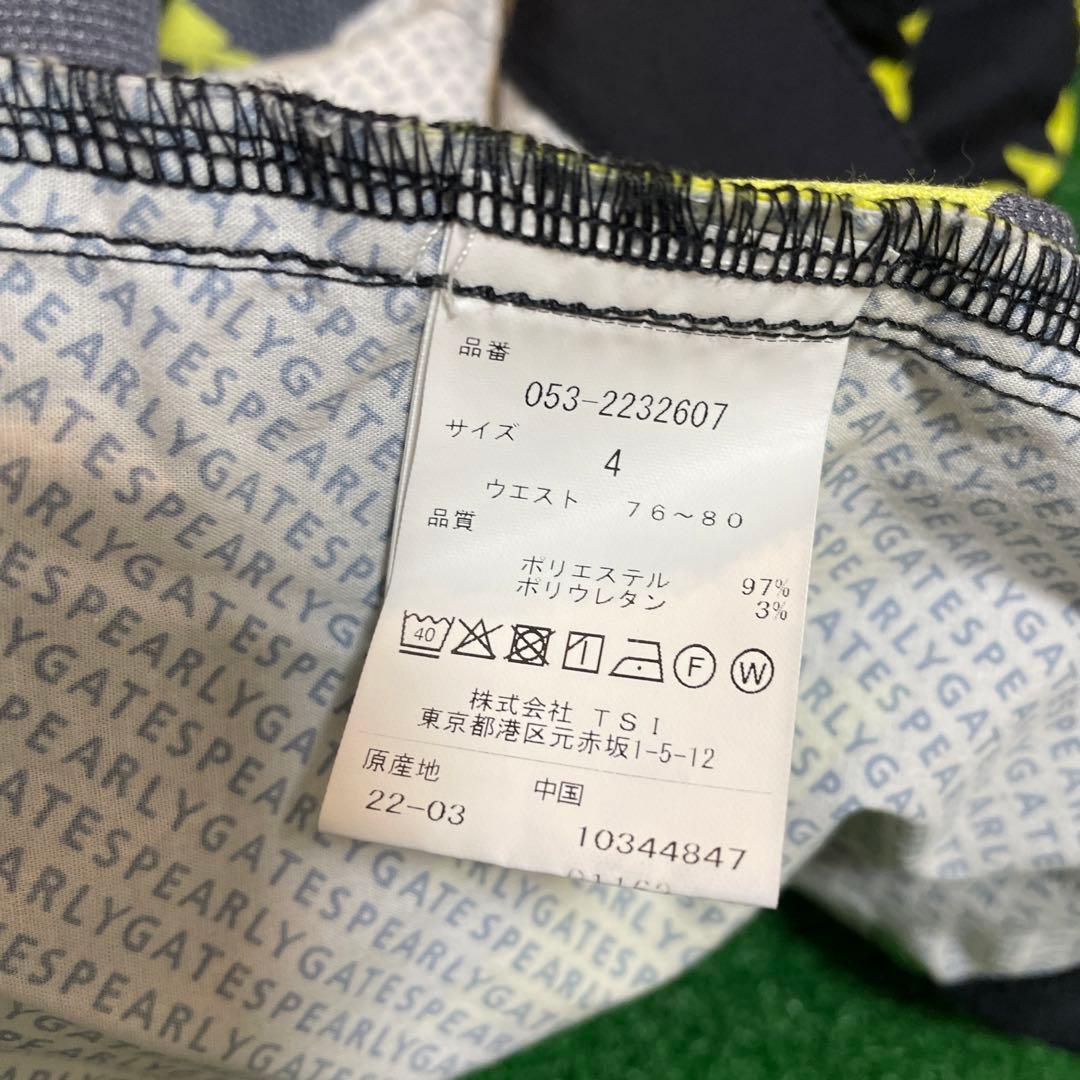 品番
053-2232607
サイズ
4
ウエスト 76~80
品質
ポリエステル 97%
ポリウレタン 3%
40 F W
株式会社 TSI
東京都港区元赤坂1-5-12
原産地 中国
22-03 10344847
PEARLYGATESPEARLYGATESPEARLYGATES